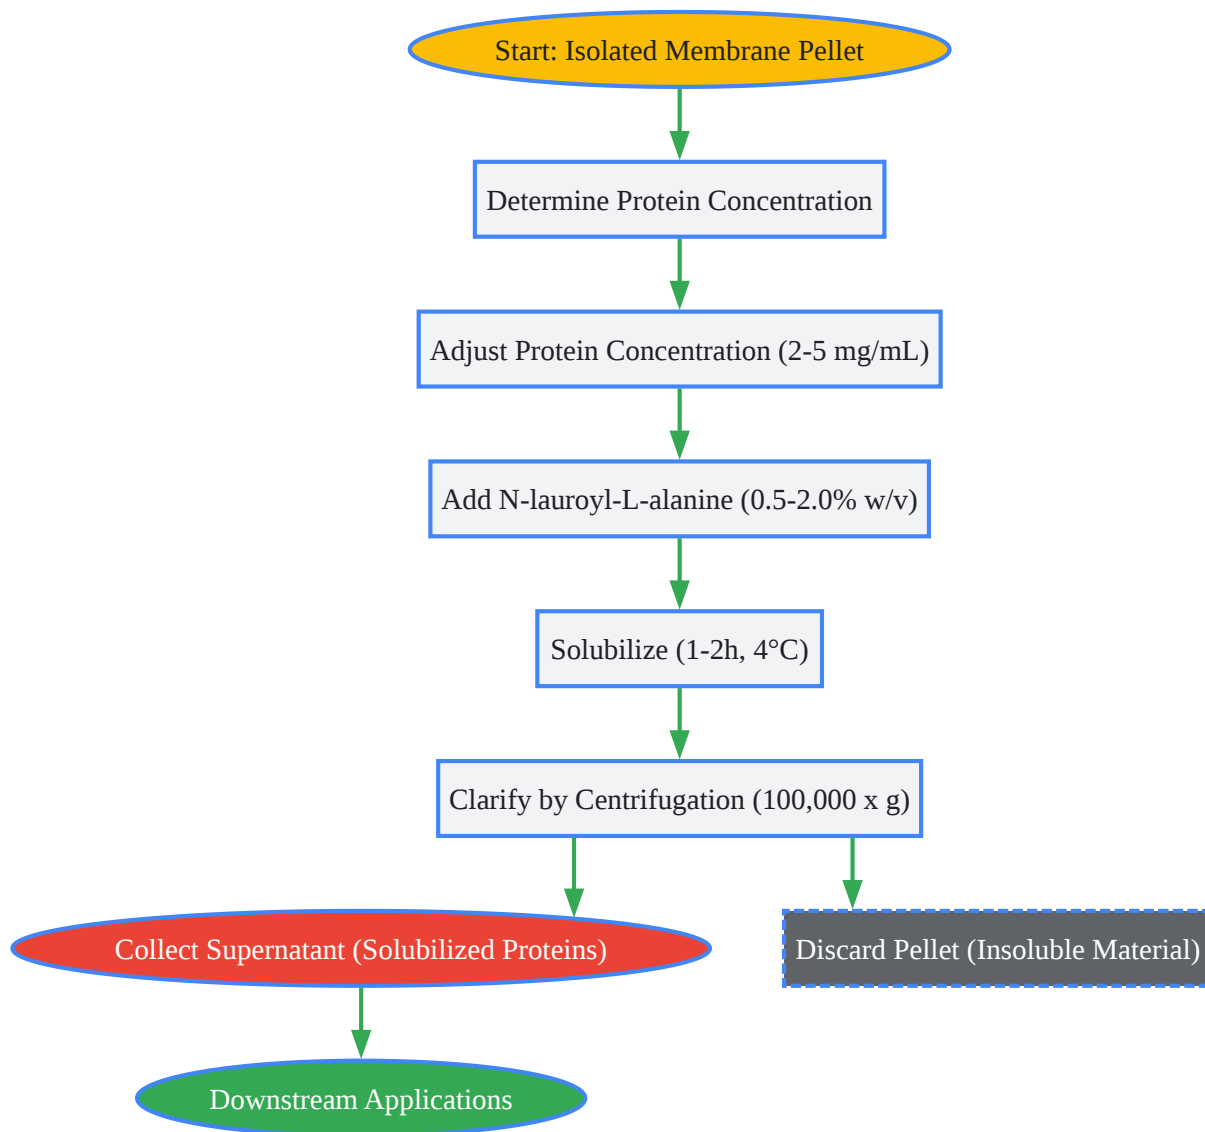 Start: Isolated Membrane Pellet
Determine Protein Concentration
Adjust Protein Concentration (2-5 mg/mL)
Add N-lauroyl-L-alanine (0.5-2.0% w/v)
Solubilize (1-2h, 4°C)
Clarify by Centrifugation (100,000 x g)
Collect Supernatant (Solubilized Proteins)
Discard Pellet (Insoluble Material)
Downstream Applications